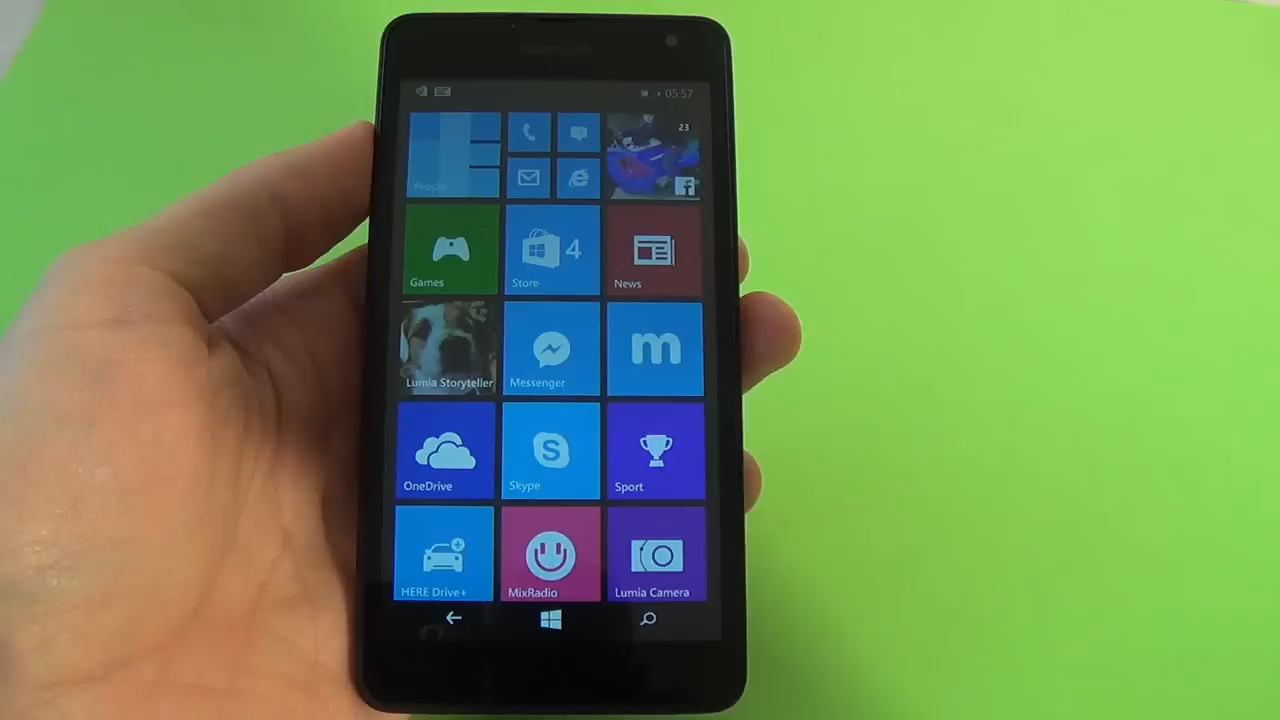 05:57
People
23
Games
Store
4
News
Lumia Storyteller
Messenger
m
OneDrive
Skype
Sport
HERE Drive+
MixRadio
Lumia Camera